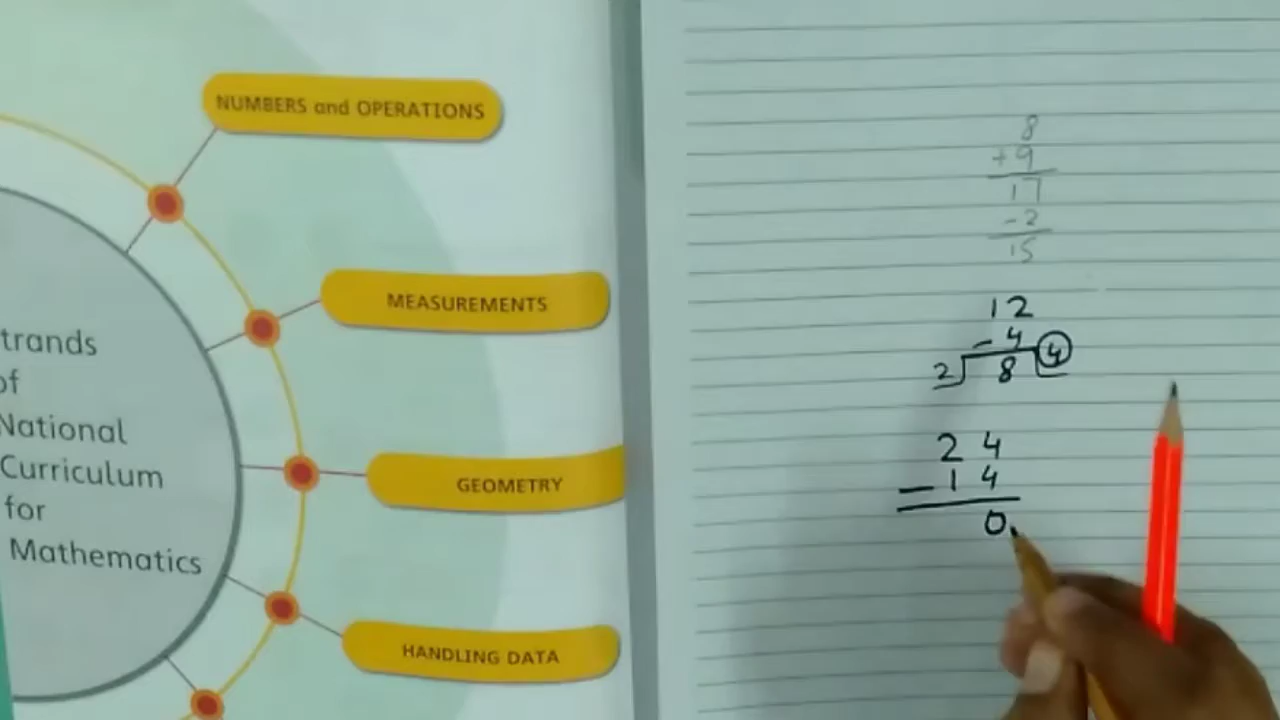 NUMBERS and OPERATIONS
MEASUREMENTS
GEOMETRY
HANDLING DATA
trands
of
National
Curriculum
for
Mathematics
8
+ 9
17
- 2
15
12
- 4
2 8 4
2 4
- 1 4
0